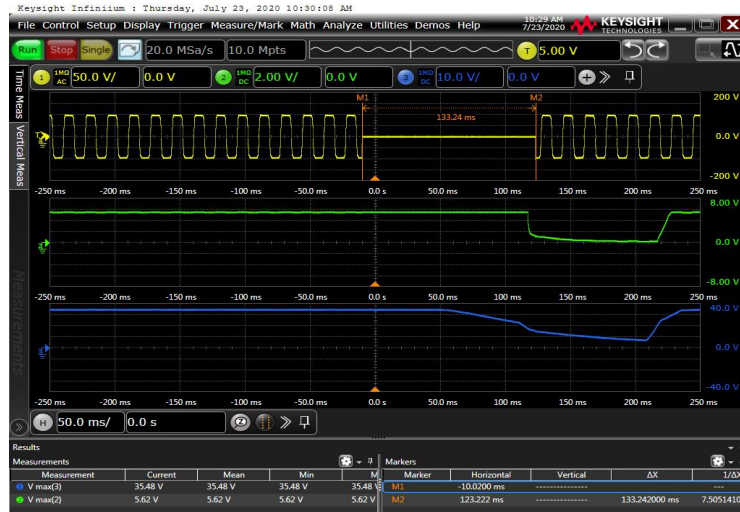 Keysight Infiniium : Thursday, July 23, 2020 10:30:08 AM
File Control Setup Display Trigger Measure/Mark Math Analyze Utilities Demos Help 10:29 AM 7/23/2020 KEYSIGHT TECHNOLOGIES
Run Stop Single 20.0 MSa/s 10.0 Mpts T 5.00 V
1 1MΩ AC 50.0 V/ 0.0 V 2 1MΩ DC 2.00 V/ 0.0 V 3 1MΩ DC 10.0 V/ 0.0 V
Time Meas
Vertical Meas
Measurements
M1 M2 200 V
133.24 ms
0.0 V
-200 V
-250 ms -200 ms -150 ms -100 ms -50.0 ms 0.0 s 50.0 ms 100 ms 150 ms 200 ms 250 ms
8.00 V
0.0 V
-8.00 V
-250 ms -200 ms -150 ms -100 ms -50.0 ms 0.0 s 50.0 ms 100 ms 150 ms 200 ms 250 ms
40.0 V
0.0 V
-40.0 V
-250 ms -200 ms -150 ms -100 ms -50.0 ms 0.0 s 50.0 ms 100 ms 150 ms 200 ms 250 ms
H 50.0 ms/ 0.0 s
Results
Measurements Markers
Measurement Current Mean Min M Marker Horizontal Vertical ΔX 1/ΔX
V max(3) 35.48 V 35.48 V 35.48 V 35.48 V M1 -10.0200 ms --------------- ---
V max(2) 5.62 V 5.62 V 5.62 V 5.62 V M2 123.222 ms --------------- 133.242000 ms 7.5051410